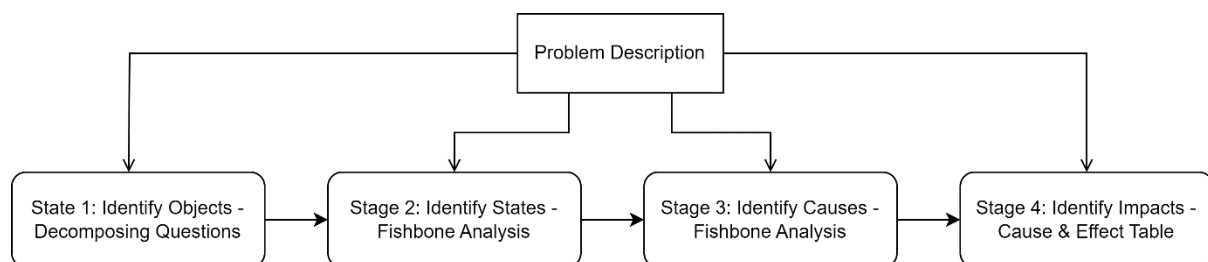 Problem Description
State 1: Identify Objects -
Decomposing Questions
Stage 2: Identify States -
Fishbone Analysis
Stage 3: Identify Causes -
Fishbone Analysis
Stage 4: Identify Impacts -
Cause & Effect Table